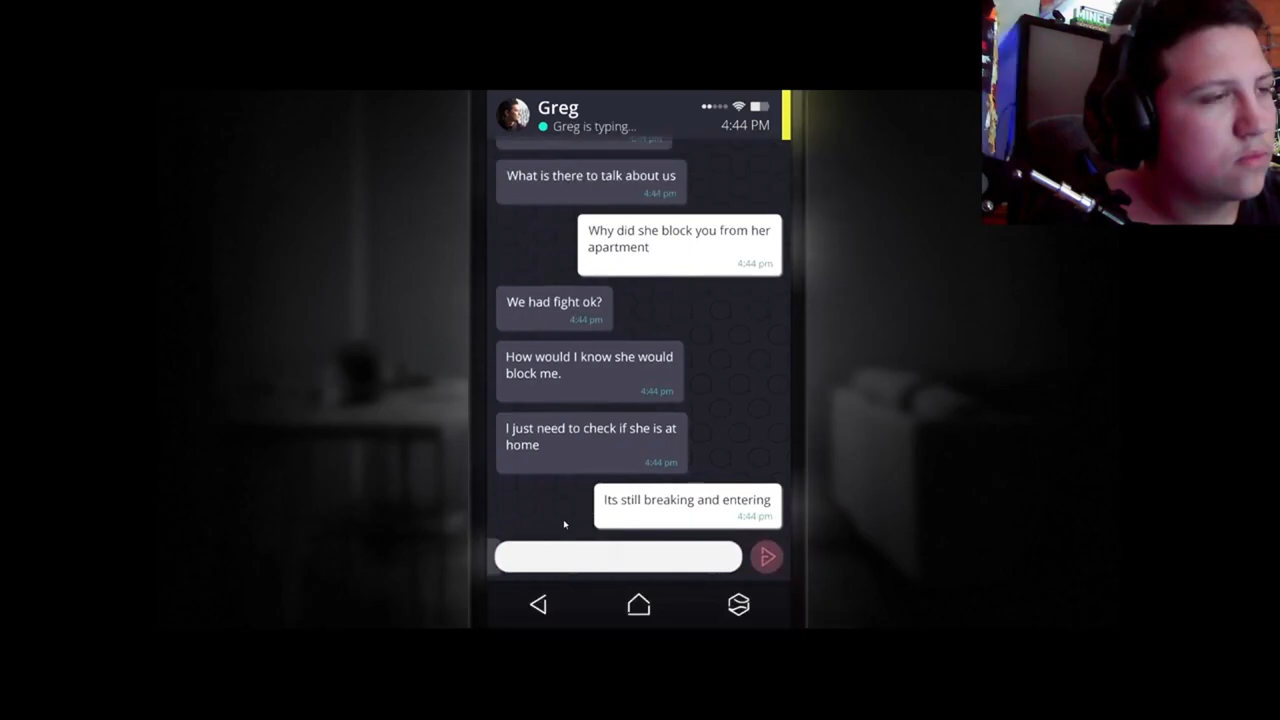 MINEC
Greg
Greg is typing...
4:44 PM
What is there to talk about us
4:44 pm
Why did she block you from her
apartment
4:44 pm
We had fight ok?
4:44 pm
How would I know she would
block me.
4:44 pm
I just need to check if she is at
home
4:44 pm
Its still breaking and entering
4:44 pm